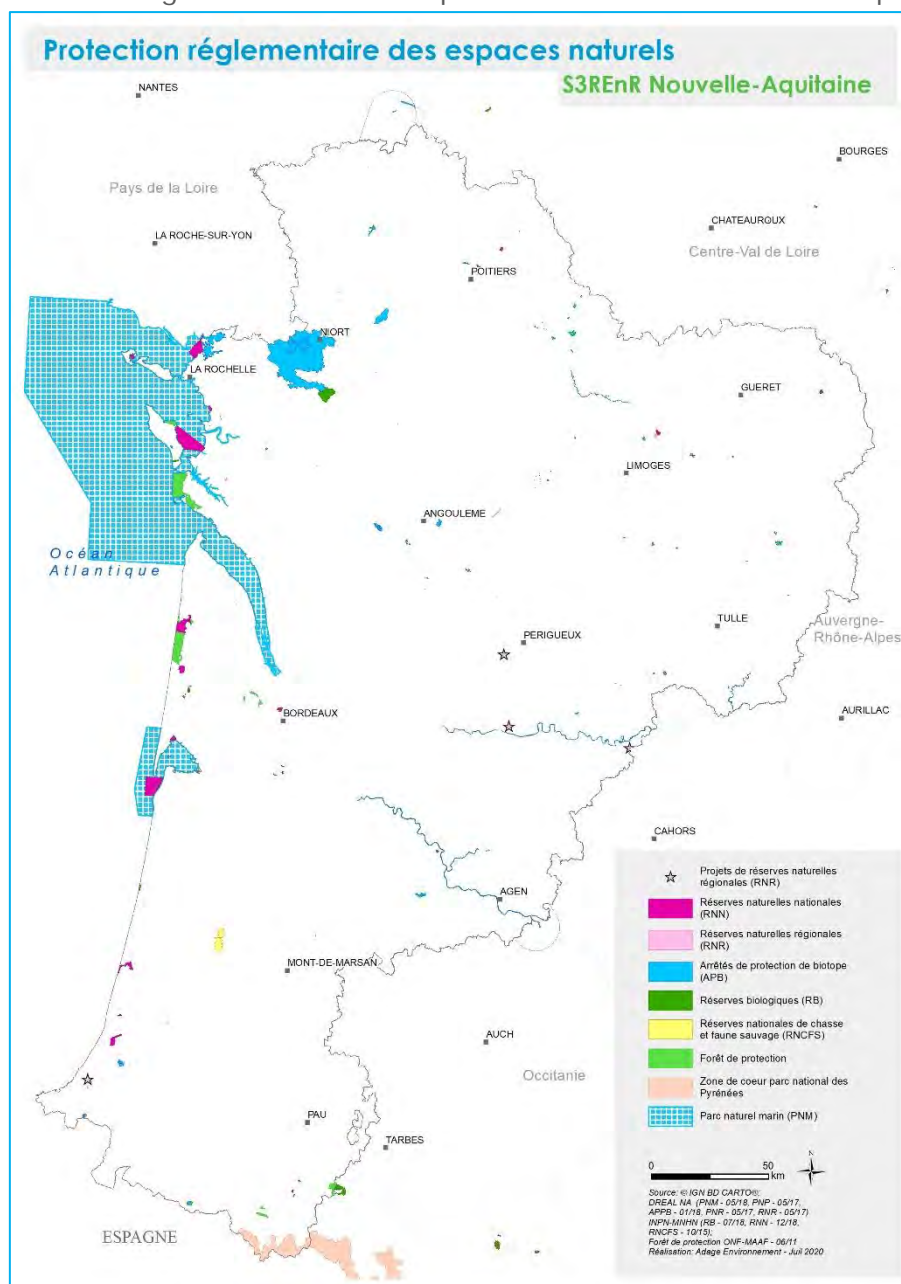 Protection réglementaire des espaces naturels
S3REnR Nouvelle-Aquitaine
NANTES
BOURGES
Pays de la Loire
LA ROCHE-SUR-YON
CHATEAUROUX
Centre-Val de Loire
POITIERS
NIORT
LA ROCHELLE
GUERET
LIMOGES
ANGOULEME
Océan
Atlantique
TULLE
Auvergne-
Rhône-Alpes
PERIGUEUX
BORDEAUX
AURILLAC
CAHORS
AGEN
MONT-DE-MARSAN
AUCH
Occitanie
PAU
TARBES
ESPAGNE
Projets de réserves naturelles
régionales (RNR)
Réserves naturelles nationales
(RNN)
Réserves naturelles régionales
(RNR)
Arrêtés de protection de biotope
(APB)
Réserves biologiques (RB)
Réserves nationales de chasse
et faune sauvage (RNCFS)
Forêt de protection
Zone de coeur parc national des
Pyrénées
Parc naturel marin (PNM)
0 50
km
N
Source: © IGN BD CARTO®;
DREAL NA (PNM - 05/18, PNP - 05/17,
APPB - 01/18, PNR - 05/17, RNR - 05/17)
INPN-MNHN (RB - 07/18, RNN - 12/18,
RNCFS - 10/15);
Forêt de protection ONF-MAAF - 06/11
Réalisation: Adage Environnement - Juil 2020